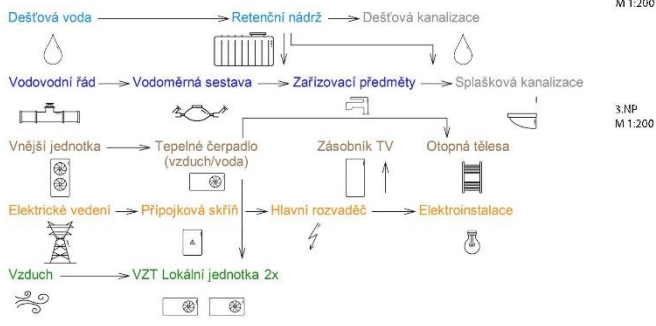 M 1:200
Dešťová voda Retenční nádrž Dešťová kanalizace
Vodovodní řád Vodoměrná sestava Zařízovací předměty Splašková kanalizace
3.NP
M 1:200
Vnější jednotka Tepelné čerpadlo Zásobník TV Otopná tělesa
(vzduch/voda)
Elektrické vedení Přípojková skříň Hlavní rozvaděč Elektroinstalace
Vzduch VZT Lokální jednotka 2x